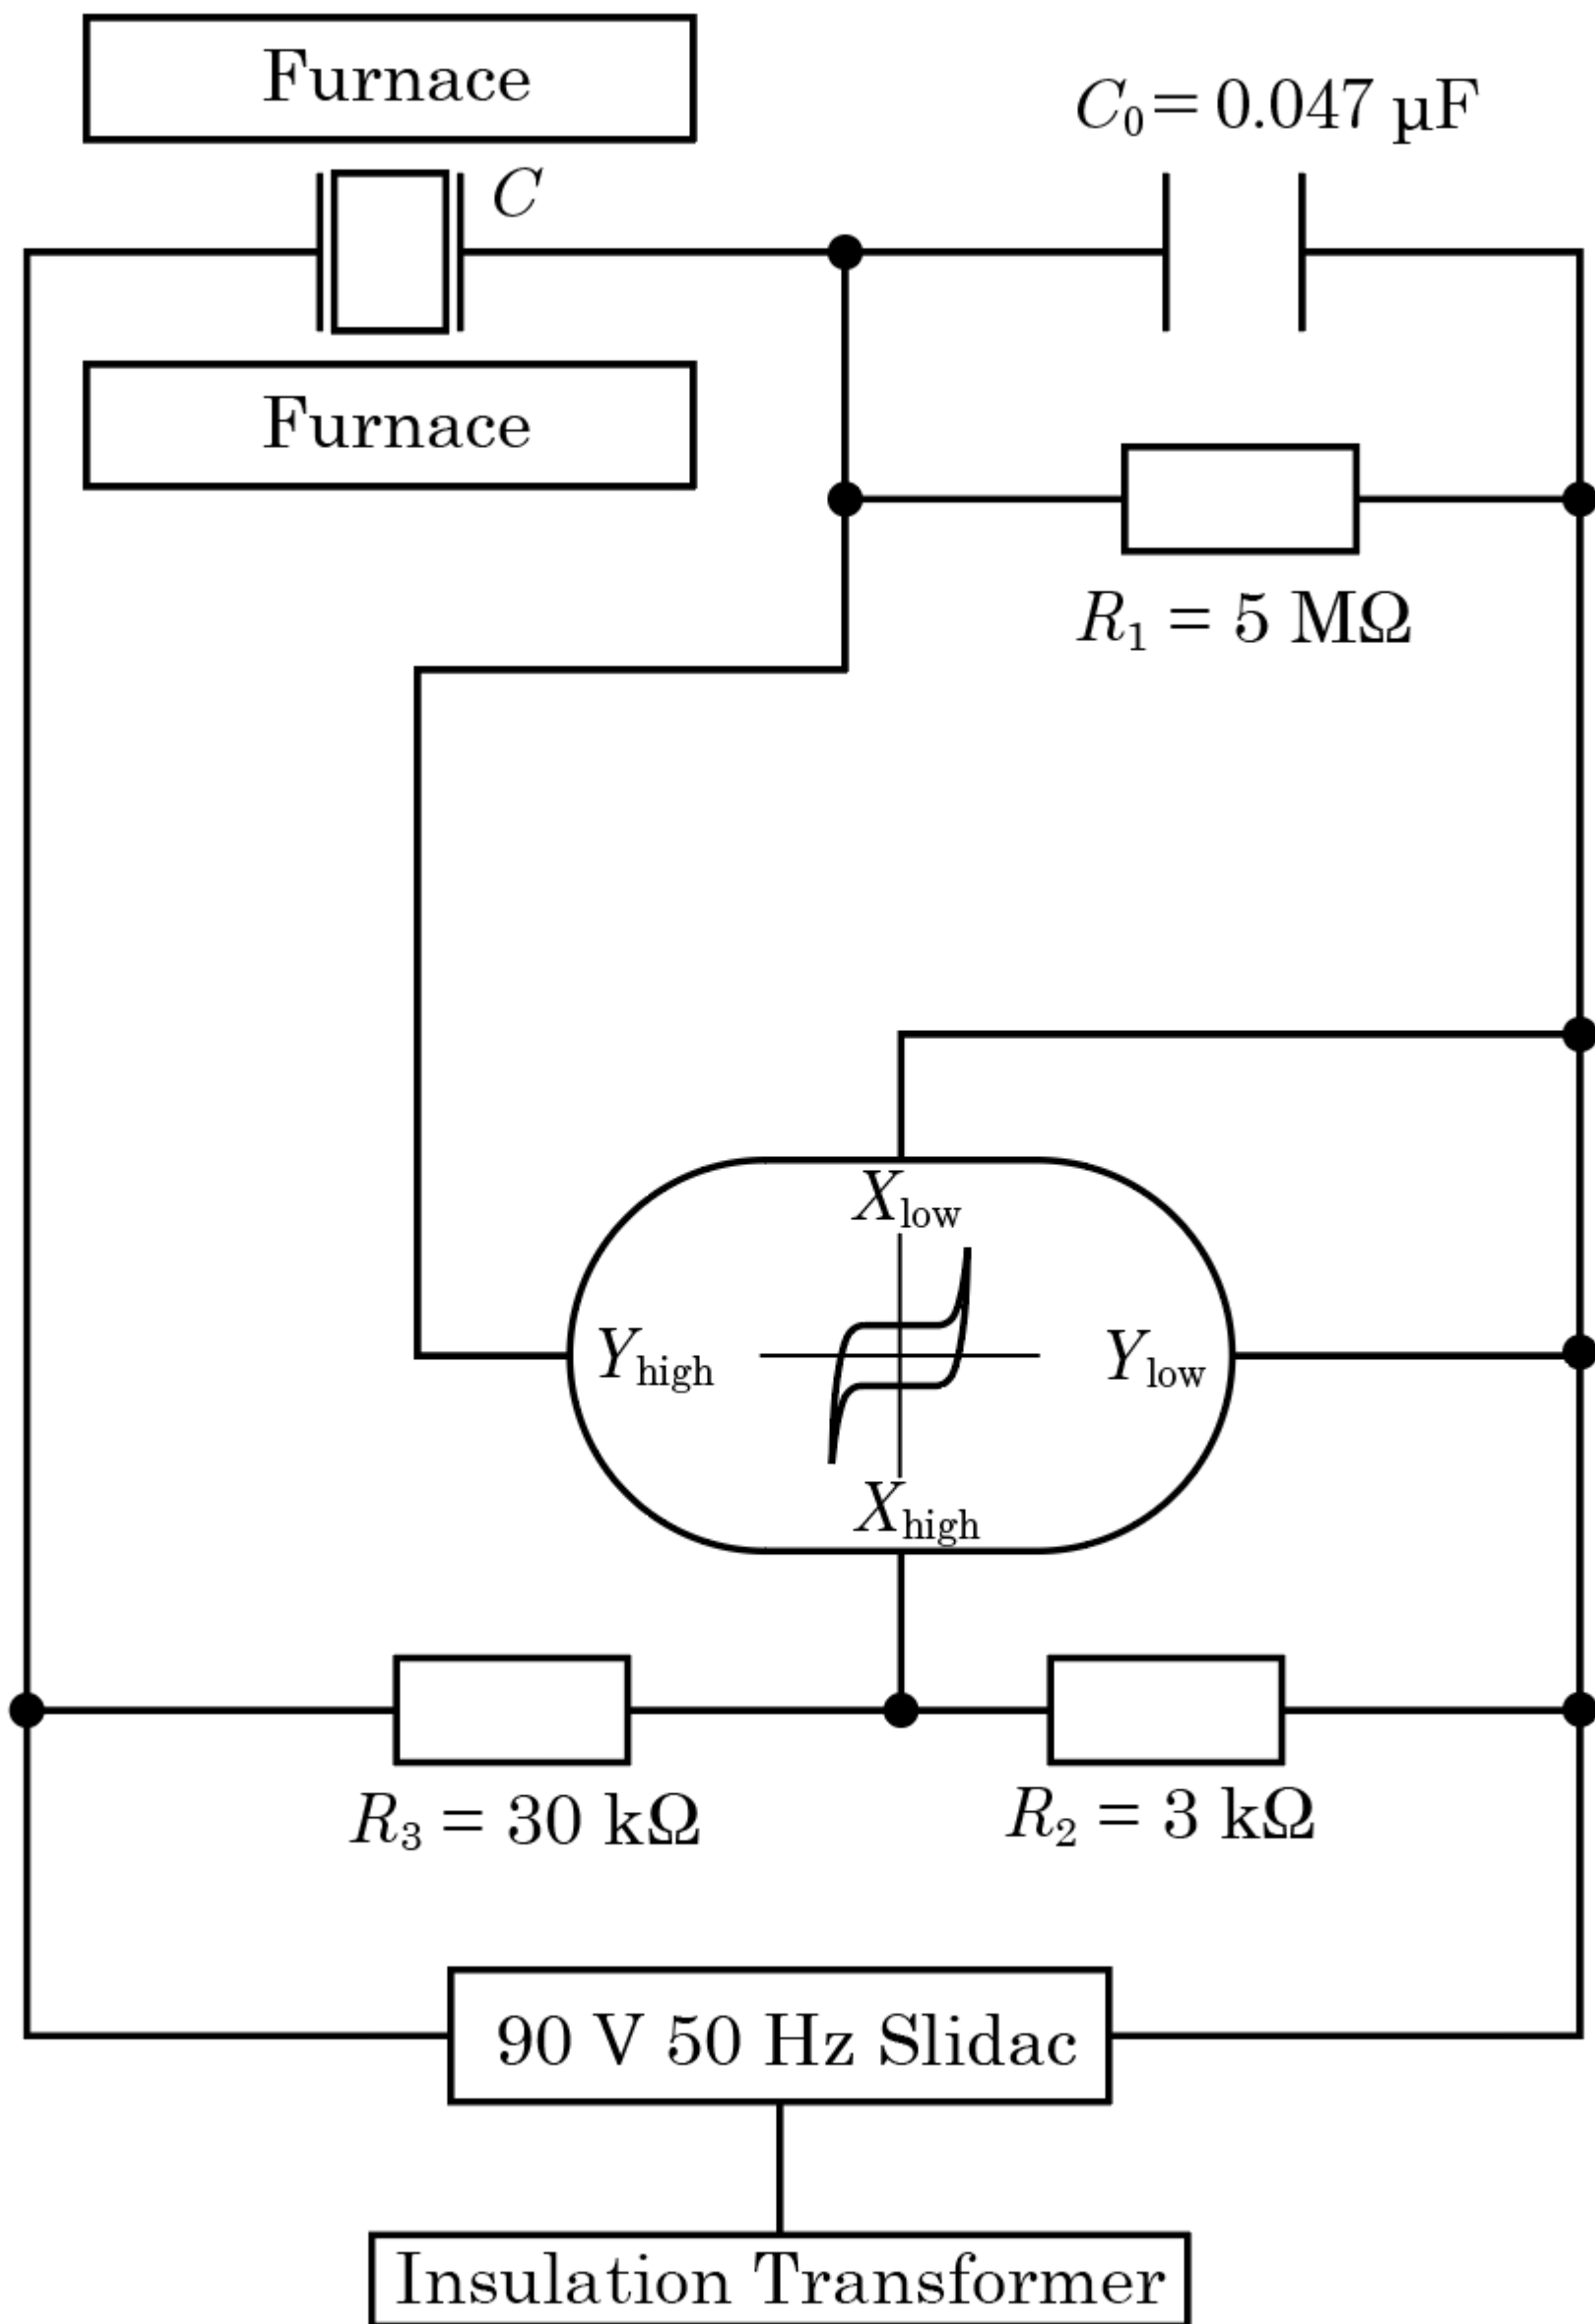 Furnace
C₀ = 0.047 µF
C
Furnace
R₁ = 5 MΩ
X_low
Y_high
Y_low
X_high
R₃ = 30 kΩ
R₂ = 3 kΩ
90 V 50 Hz Slidac
Insulation Transformer